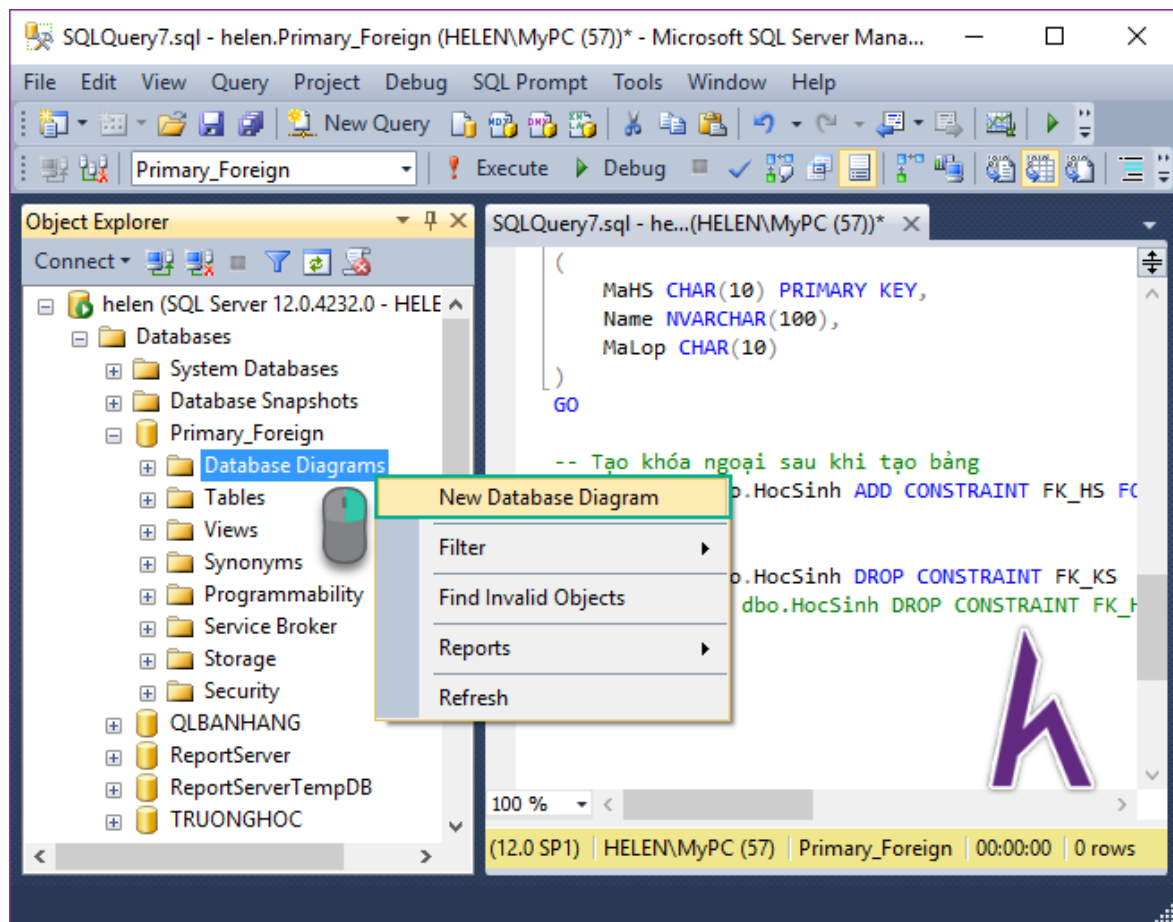 SQLQuery7.sql - helen.Primary_Foreign (HELEN\MyPC (57))* - Microsoft SQL Server Mana...
File Edit View Query Project Debug SQL Prompt Tools Window Help
New Query
Primary_Foreign
Execute Debug
Object Explorer
Connect
helen (SQL Server 12.0.4232.0 - HELE
Databases
System Databases
Database Snapshots
Primary_Foreign
Database Diagrams
Tables
Views
Synonyms
Programmability
Service Broker
Storage
Security
QLBANHANG
ReportServer
ReportServerTempDB
TRUONGHOC
New Database Diagram
Filter
Find Invalid Objects
Reports
Refresh
SQLQuery7.sql - he...(HELEN\MyPC (57))*
(
MaHS CHAR(10) PRIMARY KEY,
Name NVARCHAR(100),
MaLop CHAR(10)
)
GO
-- Tạo khóa ngoại sau khi tạo bảng
.HocSinh ADD CONSTRAINT FK_HS FO
.HocSinh DROP CONSTRAINT FK_KS
dbo.HocSinh DROP CONSTRAINT FK_H
h
100 %
(12.0 SP1) HELEN\MyPC (57) Primary_Foreign 00:00:00 0 rows